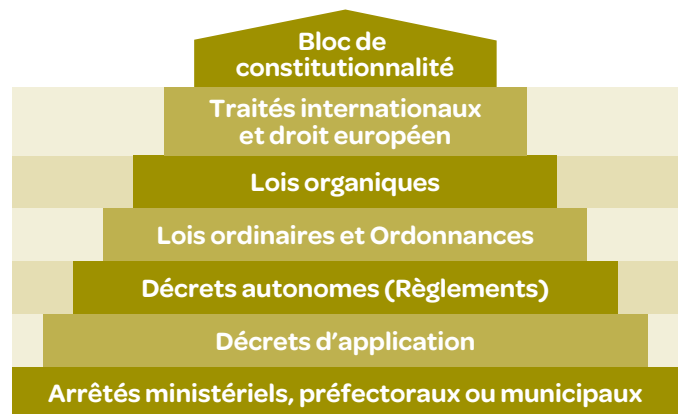 Bloc de
constitutionnalité
Traités internationaux
et droit européen
Lois organiques
Lois ordinaires et Ordonnances
Décrets autonomes (Règlements)
Décrets d’application
Arrêtés ministériels, préfectoraux ou municipaux